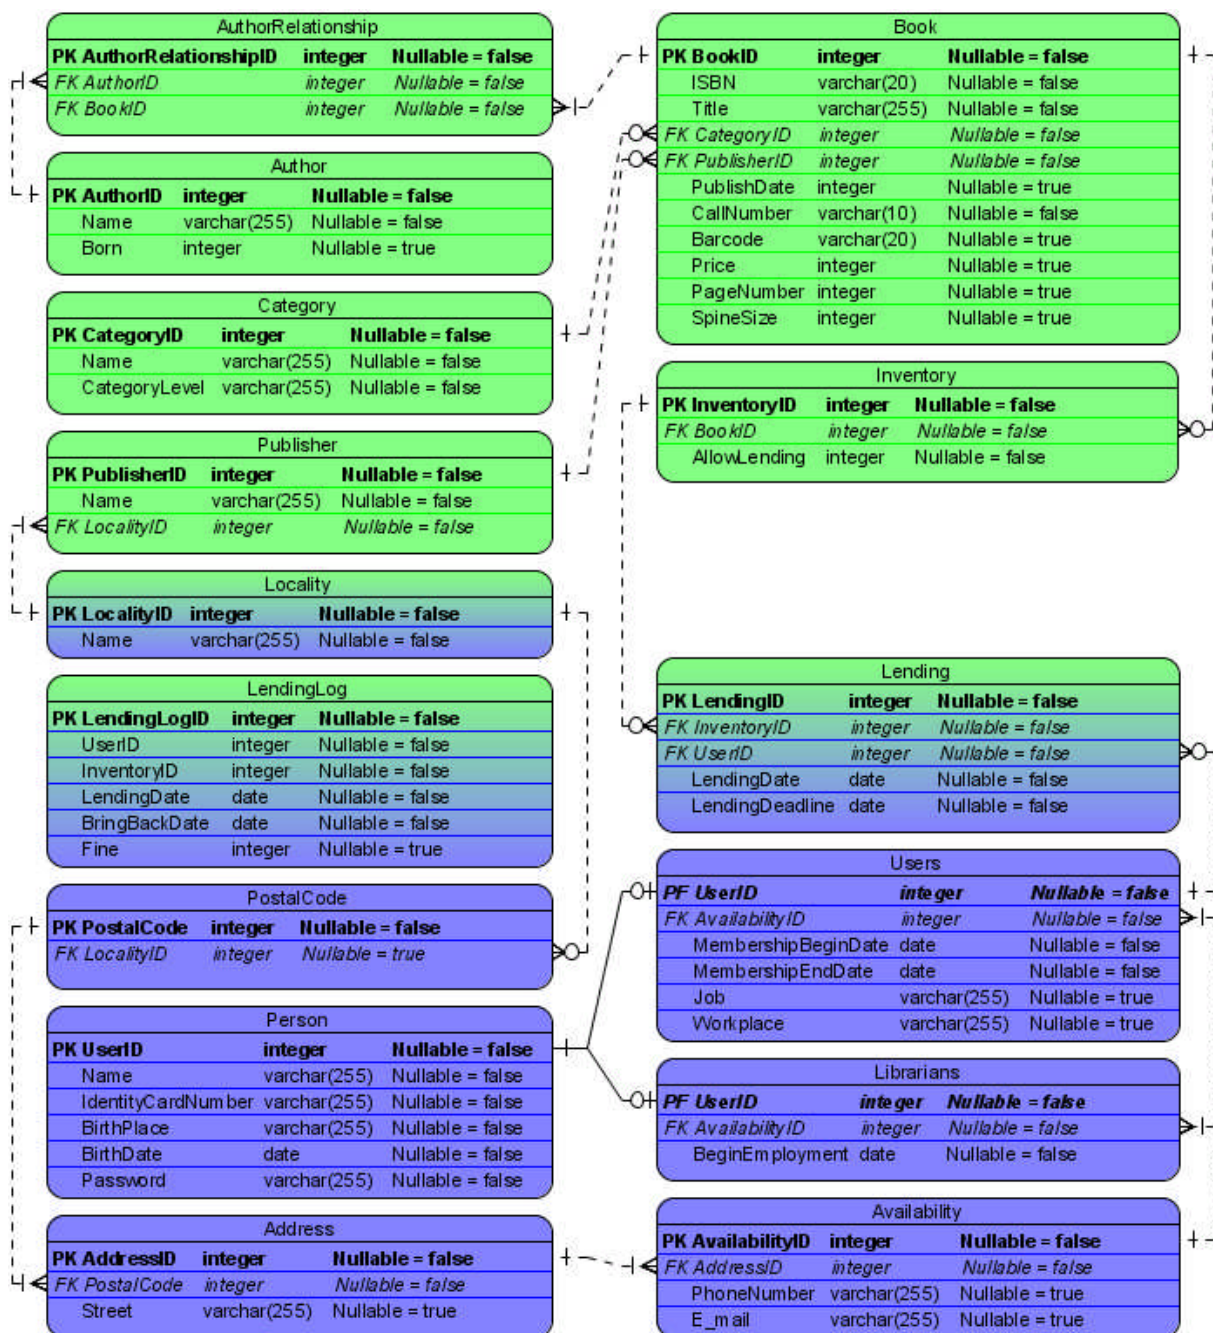 AuthorRelationship
PK AuthorRelationshipID integer Nullable = false
FK AuthorID integer Nullable = false
FK BookID integer Nullable = false
Author
PK AuthorID integer Nullable = false
Name varchar(255) Nullable = false
Born integer Nullable = true
Category
PK CategoryID integer Nullable = false
Name varchar(255) Nullable = false
CategoryLevel varchar(255) Nullable = false
Publisher
PK PublisherID integer Nullable = false
Name varchar(255) Nullable = false
FK LocalityID integer Nullable = false
Locality
PK LocalityID integer Nullable = false
Name varchar(255) Nullable = false
LendingLog
PK LendingLogID integer Nullable = false
UserID integer Nullable = false
InventoryID integer Nullable = false
LendingDate date Nullable = false
BringBackDate date Nullable = false
Fine integer Nullable = true
PostalCode
PK PostalCode integer Nullable = false
FK LocalityID integer Nullable = true
Person
PK UserID integer Nullable = false
Name varchar(255) Nullable = false
IdentityCardNumber varchar(255) Nullable = false
BirthPlace varchar(255) Nullable = false
BirthDate date Nullable = false
Password varchar(255) Nullable = false
Address
PK AddressID integer Nullable = false
FK PostalCode integer Nullable = false
Street varchar(255) Nullable = true
Book
PK BookID integer Nullable = false
ISBN varchar(20) Nullable = false
Title varchar(255) Nullable = false
FK CategoryID integer Nullable = false
FK PublisherID integer Nullable = false
PublishDate integer Nullable = true
CallNumber varchar(10) Nullable = false
Barcode varchar(20) Nullable = true
Price integer Nullable = true
PageNumber integer Nullable = true
SpineSize integer Nullable = true
Inventory
PK InventoryID integer Nullable = false
FK BookID integer Nullable = false
AllowLending integer Nullable = false
Lending
PK LendingID integer Nullable = false
FK InventoryID integer Nullable = false
FK UserID integer Nullable = false
LendingDate date Nullable = false
LendingDeadline date Nullable = false
Users
PF UserID integer Nullable = false
FK AvailabilityID integer Nullable = false
MembershipBeginDate date Nullable = false
MembershipEndDate date Nullable = false
Job varchar(255) Nullable = true
Workplace varchar(255) Nullable = true
Librarians
PF UserID integer Nullable = false
FK AvailabilityID integer Nullable = false
BeginEmployment date Nullable = false
Availability
PK AvailabilityID integer Nullable = false
FK AddressID integer Nullable = false
PhoneNumber varchar(255) Nullable = true
E_mail varchar(255) Nullable = true